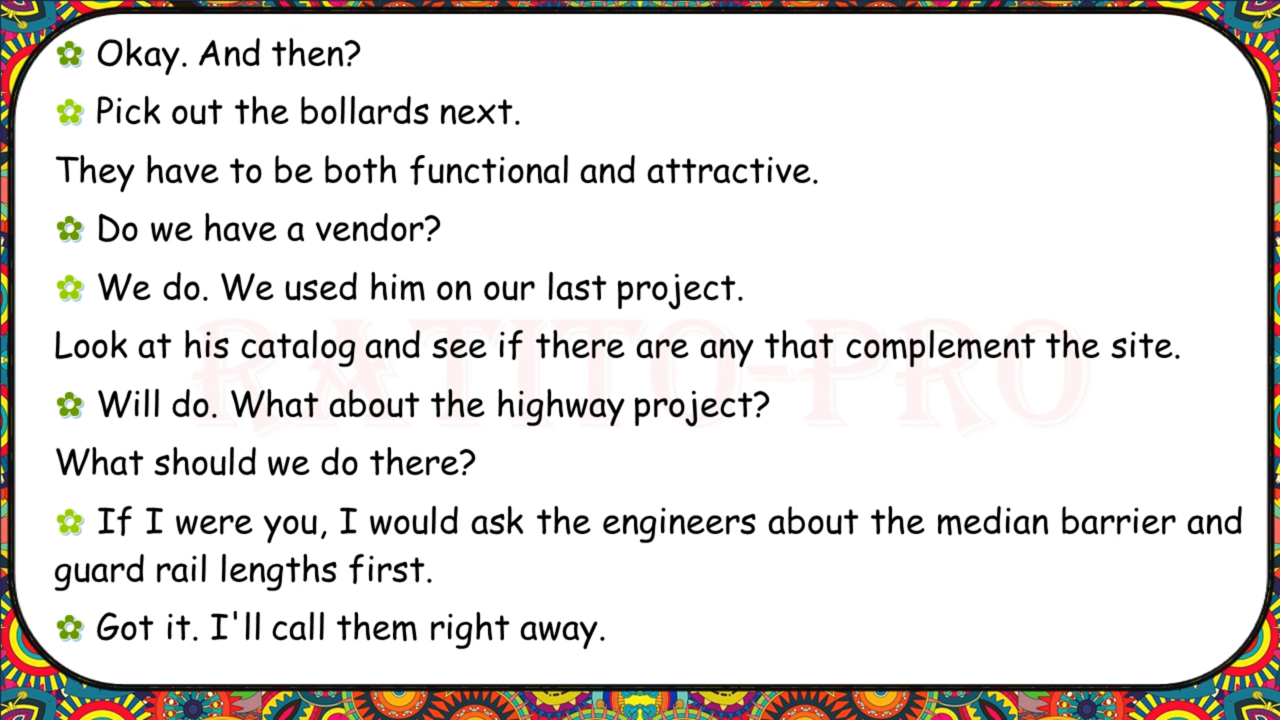 Okay. And then?
Pick out the bollards next.
They have to be both functional and attractive.
Do we have a vendor?
We do. We used him on our last project.
Look at his catalog and see if there are any that complement the site.
RATITO-PRO
Will do. What about the highway project?
What should we do there?
If I were you, I would ask the engineers about the median barrier and
guard rail lengths first.
Got it. I'll call them right away.